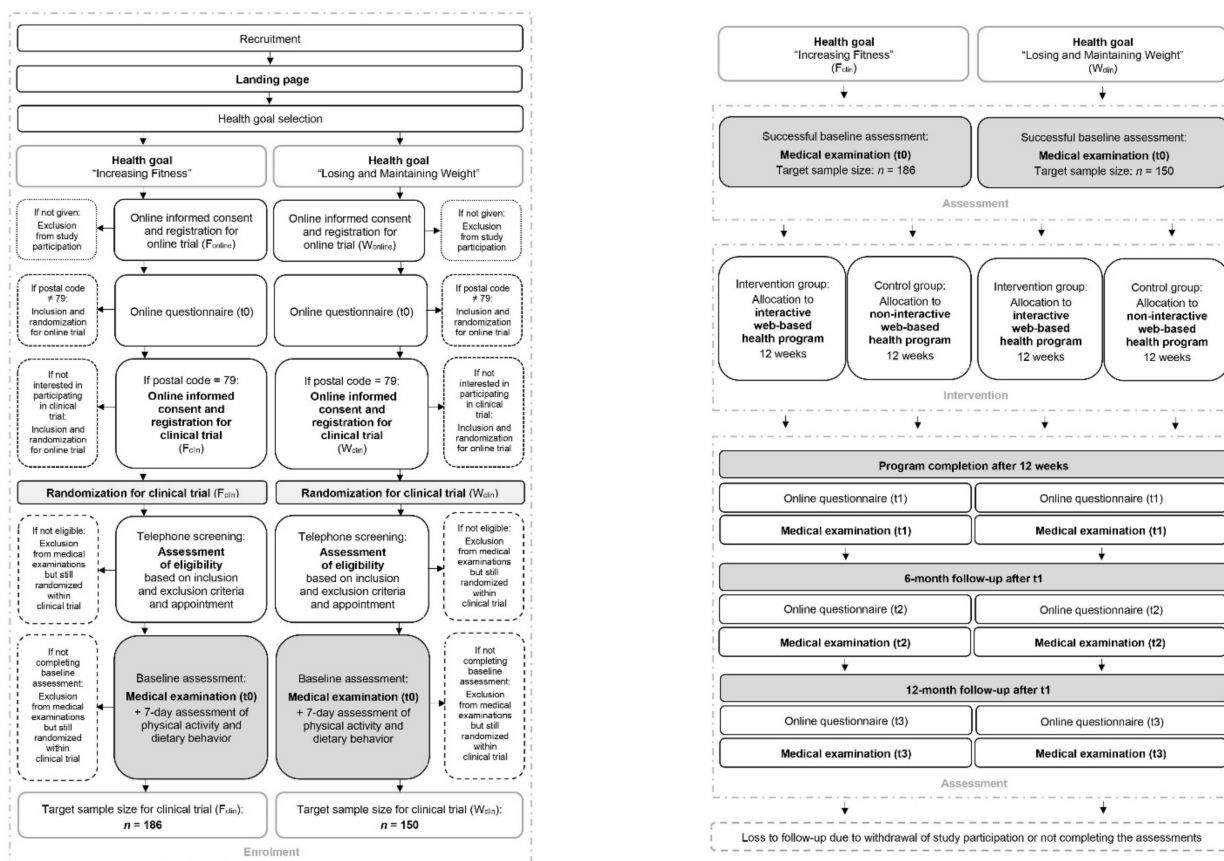 Recruitment
Landing page
Health goal selection
Health goal
"Increasing Fitness"
Health goal
"Losing and Maintaining Weight"
If not given:
Exclusion
from study
participation
Online informed consent
and registration for
online trial (Fonline)
Online informed consent
and registration for
online trial (Wonline)
If not given:
Exclusion
from study
participation
If postal code
≠ 79:
Inclusion and
randomization
for online trial
Online questionnaire (t0)
Online questionnaire (t0)
If postal code
≠ 79:
Inclusion and
randomization
for online trial
If not
interested in
participating
in clinical
trial:
Inclusion and
randomization
for online trial
If postal code = 79:
Online informed
consent and
registration for
clinical trial
(Fclin)
If postal code = 79:
Online informed
consent and
registration for
clinical trial
(Wclin)
If not
interested in
participating
in clinical
trial:
Inclusion and
randomization
for online trial
Randomization for clinical trial (Fclin)
Randomization for clinical trial (Wclin)
If not eligible:
Exclusion
from medical
examinations
but still
randomized
within
clinical trial
Telephone screening:
Assessment
of eligibility
based on inclusion
and exclusion criteria
and appointment
Telephone screening:
Assessment
of eligibility
based on inclusion
and exclusion criteria
and appointment
If not eligible:
Exclusion
from medical
examinations
but still
randomized
within
clinical trial
If not
completing
baseline
assessment:
Exclusion
from medical
examinations
but still
randomized
within
clinical trial
Baseline assessment:
Medical examination (t0)
+ 7-day assessment of
physical activity and
dietary behavior
Baseline assessment:
Medical examination (t0)
+ 7-day assessment of
physical activity and
dietary behavior
If not
completing
baseline
assessment:
Exclusion
from medical
examinations
but still
randomized
within
clinical trial
Target sample size for clinical trial (Fclin):
n = 186
Target sample size for clinical trial (Wclin):
n = 150
Enrolment
Health goal
"Increasing Fitness"
(Fclin)
Health goal
"Losing and Maintaining Weight"
(Wclin)
Successful baseline assessment:
Medical examination (t0)
Target sample size: n = 186
Successful baseline assessment:
Medical examination (t0)
Target sample size: n = 150
Assessment
Intervention group:
Allocation to
interactive
web-based
health program
12 weeks
Control group:
Allocation to
non-interactive
web-based
health program
12 weeks
Intervention group:
Allocation to
interactive
web-based
health program
12 weeks
Control group:
Allocation to
non-interactive
web-based
health program
12 weeks
Intervention
Program completion after 12 weeks
Online questionnaire (t1)
Online questionnaire (t1)
Medical examination (t1)
Medical examination (t1)
6-month follow-up after t1
Online questionnaire (t2)
Online questionnaire (t2)
Medical examination (t2)
Medical examination (t2)
12-month follow-up after t1
Online questionnaire (t3)
Online questionnaire (t3)
Medical examination (t3)
Medical examination (t3)
Assessment
Loss to follow-up due to withdrawal of study participation or not completing the assessments